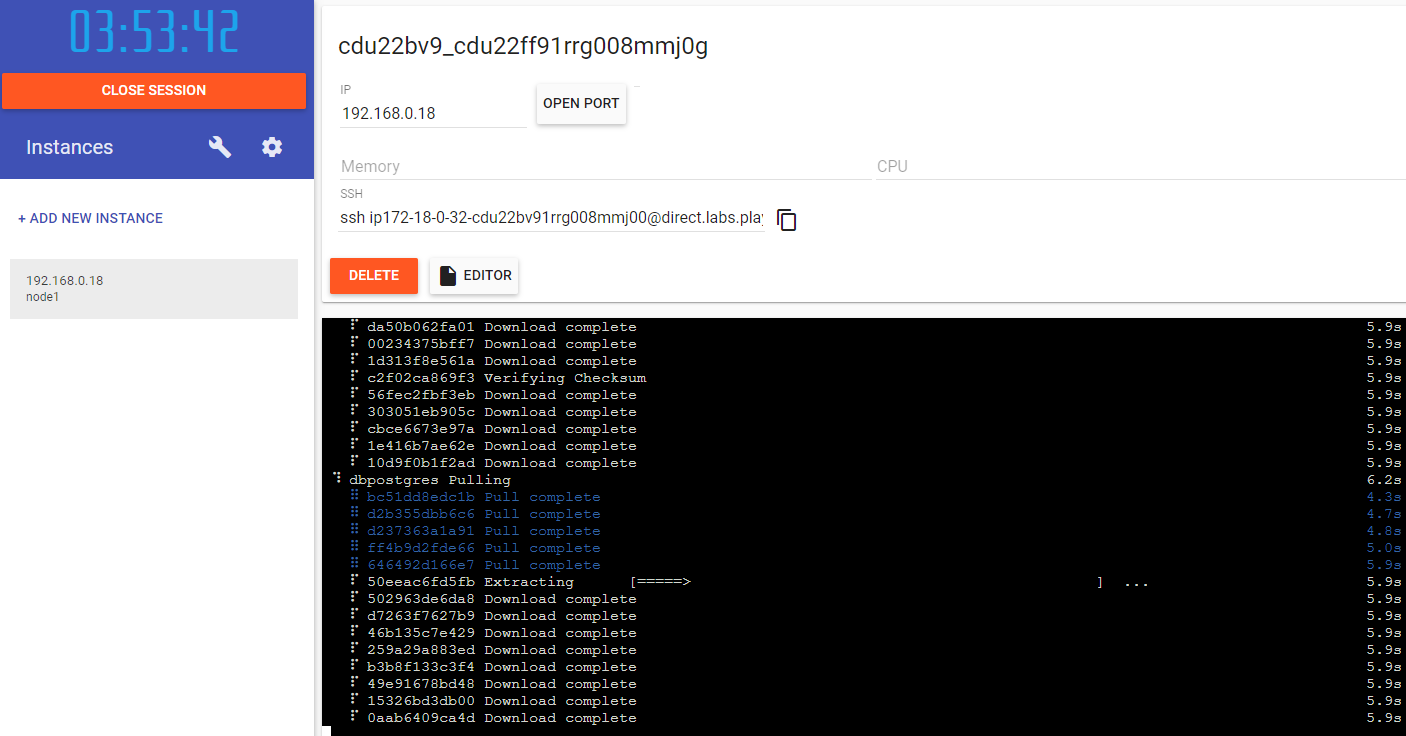 03:53:42
CLOSE SESSION
Instances
+ ADD NEW INSTANCE
192.168.0.18
node1
cdu22bv9_cdu22ff91rrg008mmj0g
IP
192.168.0.18
OPEN PORT
Memory
CPU
SSH
ssh ip172-18-0-32-cdu22bv91rrg008mmj00@direct.labs.play
DELETE
EDITOR
da50b062fa01 Download complete 5.9s
00234375bff7 Download complete 5.9s
1d313f8e561a Download complete 5.9s
c2f02ca869f3 Verifying Checksum 5.9s
56fec2fbf3eb Download complete 5.9s
303051eb905c Download complete 5.9s
cbce6673e97a Download complete 5.9s
1e416b7ae62e Download complete 5.9s
10d9f0b1f2ad Download complete 5.9s
dbpostgres Pulling 6.2s
bc51dd8edc1b Pull complete 4.3s
d2b355dbb6c6 Pull complete 4.7s
d237363a1a91 Pull complete 4.8s
ff4b9d2fde66 Pull complete 5.0s
646492d166e7 Pull complete 5.9s
50eeac6fd5fb Extracting [=====> ] ... 5.9s
502963de6da8 Download complete 5.9s
d7263f7627b9 Download complete 5.9s
46b135c7e429 Download complete 5.9s
259a29a883ed Download complete 5.9s
b3b8f133c3f4 Download complete 5.9s
49e91678bd48 Download complete 5.9s
15326bd3db00 Download complete 5.9s
0aab6409ca4d Download complete 5.9s